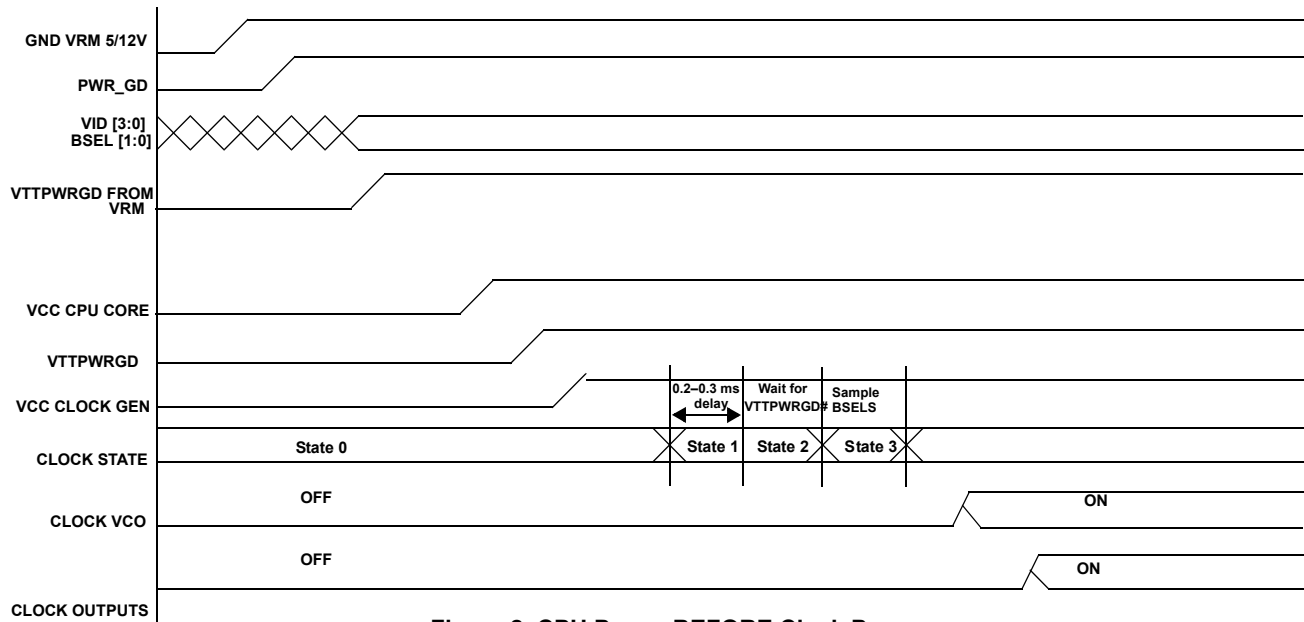 GND VRM 5/12V
PWR_GD
VID [3:0]
BSEL [1:0]
VTTPWRGD FROM
VRM
VCC CPU CORE
VTTPWRGD
VCC CLOCK GEN
0.2–0.3 ms
delay
Wait for
VTTPWRGD#
Sample
BSELS
CLOCK STATE
State 0
State 1
State 2
State 3
OFF
ON
CLOCK VCO
OFF
ON
CLOCK OUTPUTS